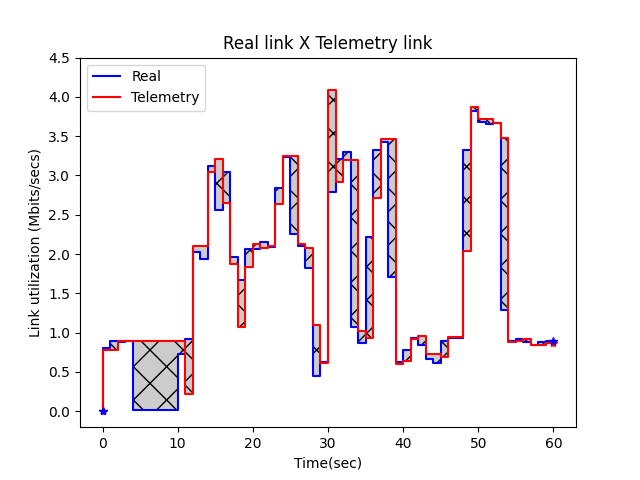 Real link X Telemetry link
Real
Telemetry
Link utilization (Mbits/secs)
4.5
4.0
3.5
3.0
2.5
2.0
1.5
1.0
0.5
0.0
0 10 20 30 40 50 60
Time(sec)